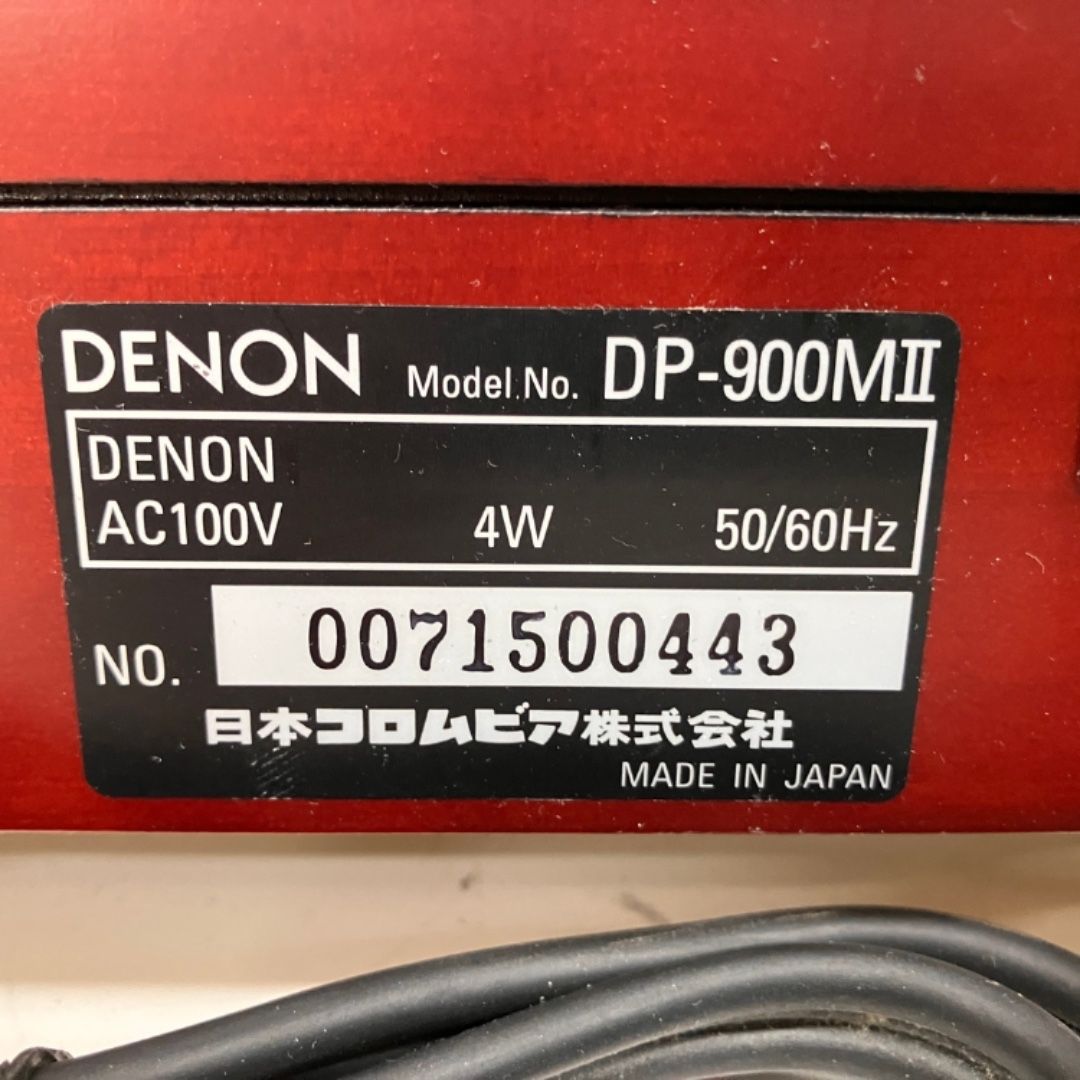 DENON Model No. DP-900MⅡ
DENON
AC100V 4W 50/60Hz
NO. 0071500443
日本コロムビア株式会社
MADE IN JAPAN